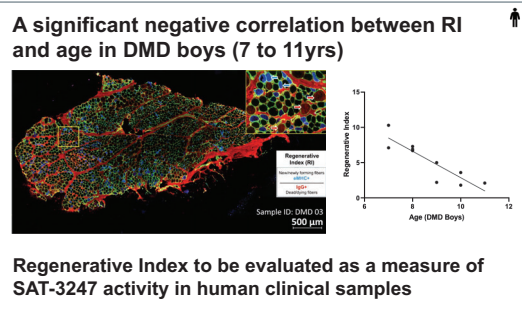 A significant negative correlation between RI
and age in DMD boys (7 to 11yrs)
Regenerative
Index (RI)
New/newly forming fibers
eMHC+
IgG+
Destabilizing fibers
Sample ID: DMD 03
500 µm
15
10
5
0
Regenerative Index
6
8
10
12
Age (DMD Boys)
Regenerative Index to be evaluated as a measure of
SAT-3247 activity in human clinical samples